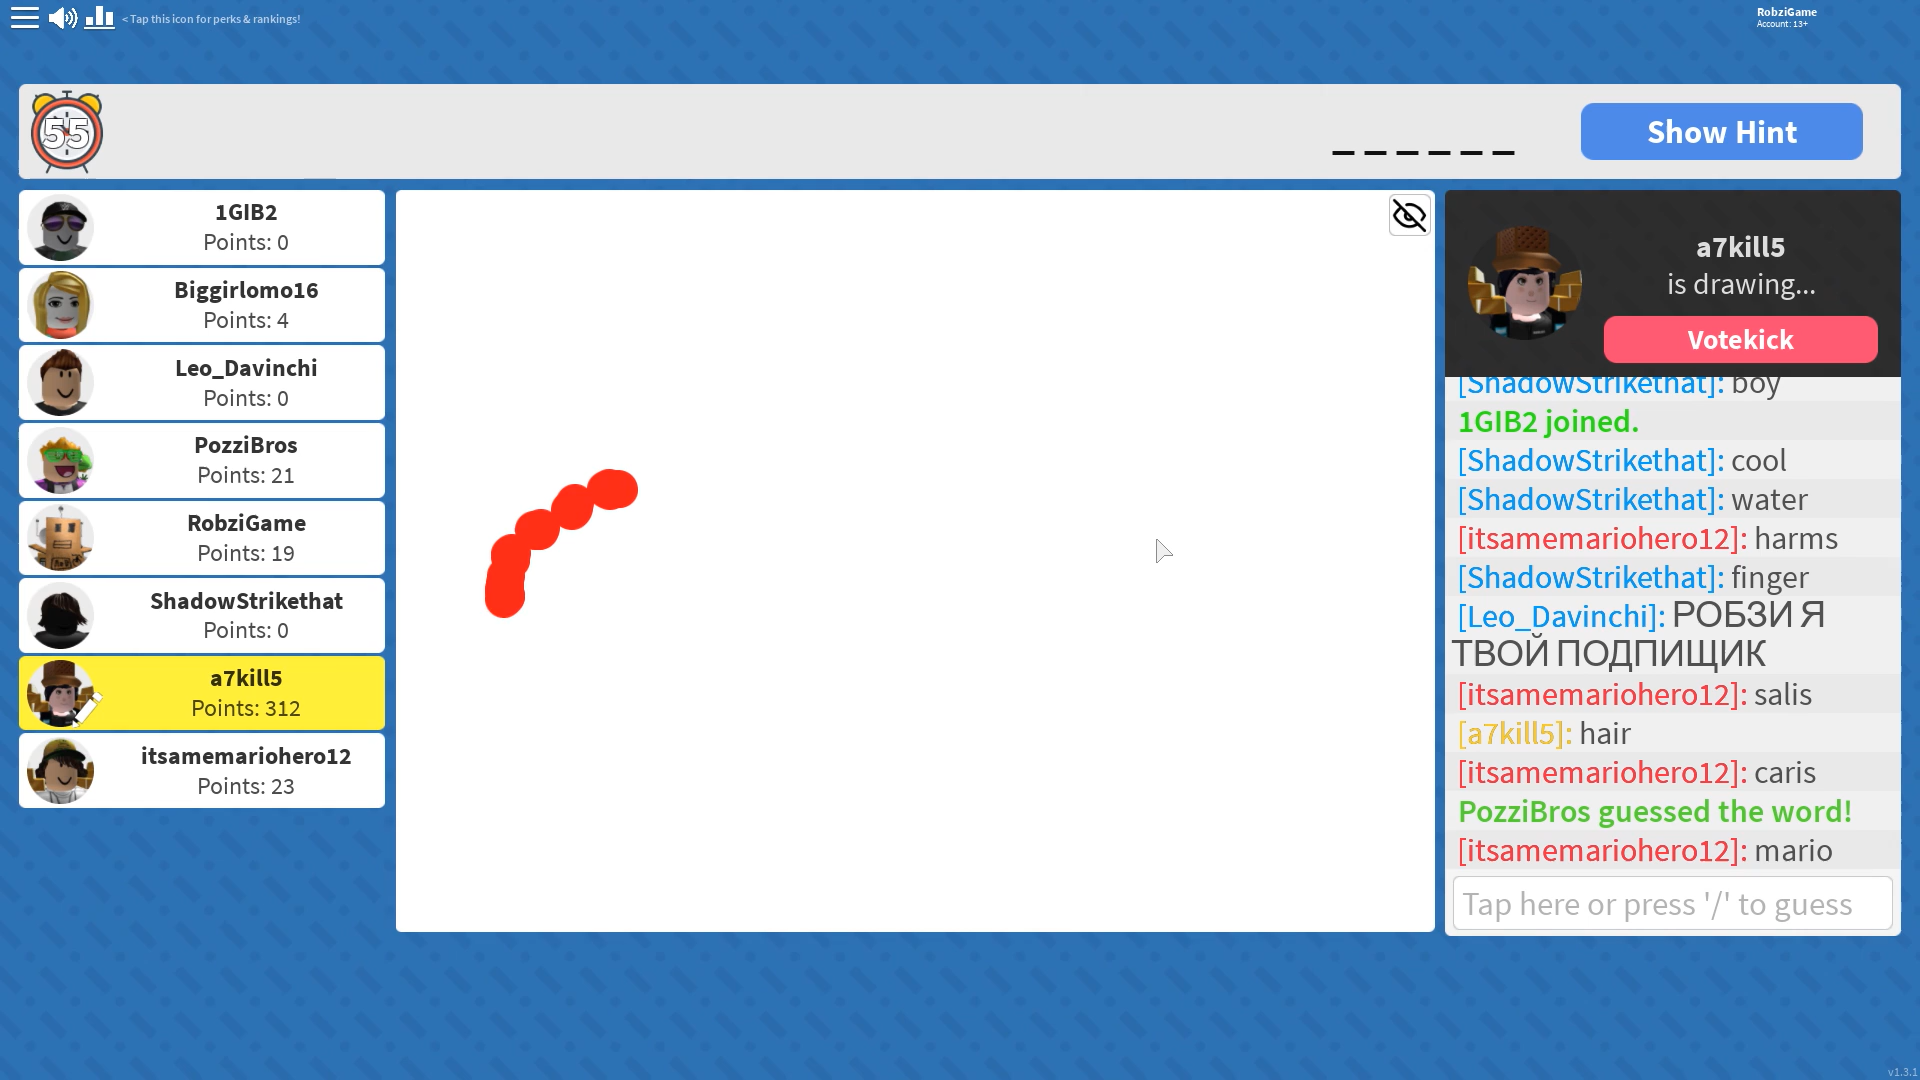 < Tap this icon for perks & rankings!
RobziGame
Account: 13+
55
_ _ _ _ _ _
Show Hint
1GIB2
Points: 0
Biggirlomo16
Points: 4
Leo_Davinchi
Points: 0
PozziBros
Points: 21
RobziGame
Points: 19
ShadowStrikethat
Points: 0
a7kill5
Points: 312
itsamemariohero12
Points: 23
a7kill5
is drawing...
Votekick
[ShadowStrikethat]: boy
1GIB2 joined.
[ShadowStrikethat]: cool
[ShadowStrikethat]: water
[itsamemariohero12]: harms
[ShadowStrikethat]: finger
[Leo_Davinchi]: РОБЗИ Я
ТВОЙ ПОДПИЩИК
[itsamemariohero12]: salis
[a7kill5]: hair
[itsamemariohero12]: caris
PozziBros guessed the word!
[itsamemariohero12]: mario
Tap here or press '/' to guess
v1.3.1